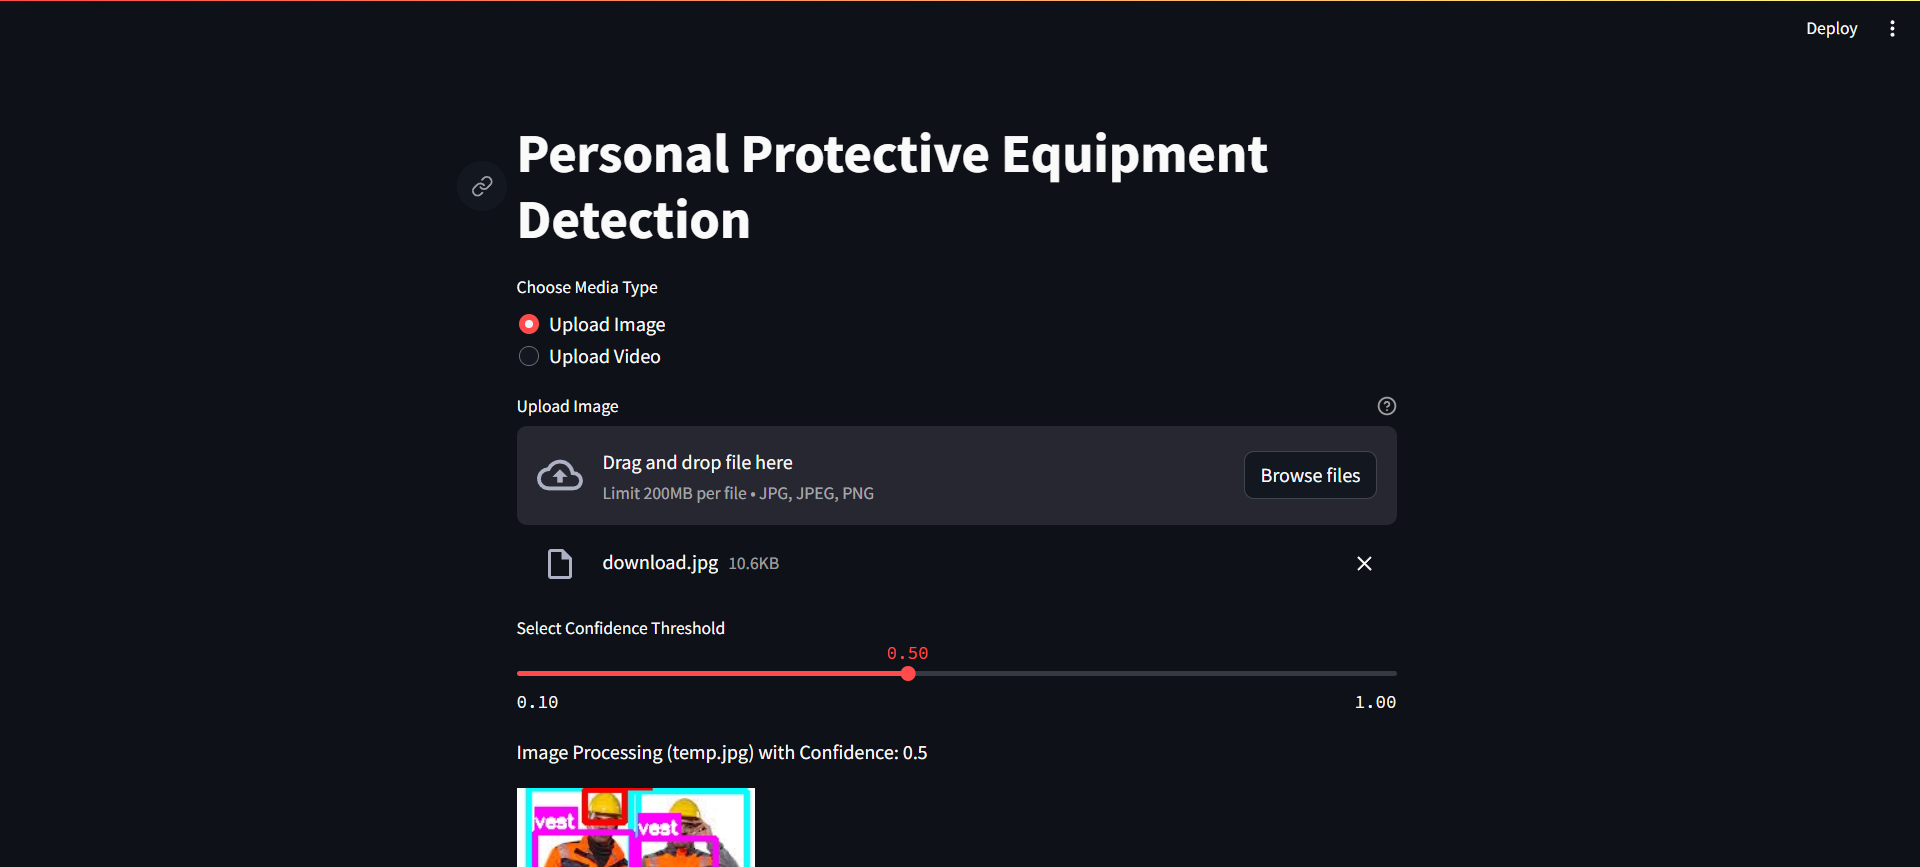 Deploy
Personal Protective Equipment
Detection
Choose Media Type
Upload Image
Upload Video
Upload Image
Drag and drop file here
Limit 200MB per file • JPG, JPEG, PNG
Browse files
download.jpg 10.6KB
Select Confidence Threshold
0.50
0.10
1.00
Image Processing (temp.jpg) with Confidence: 0.5
vest
vest